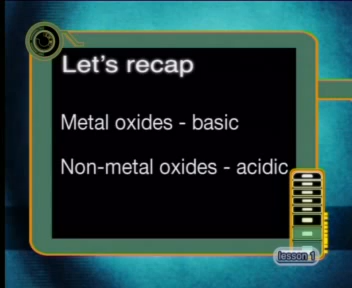 Let's recap
Metal oxides - basic
Non-metal oxides - acidic
lesson 1